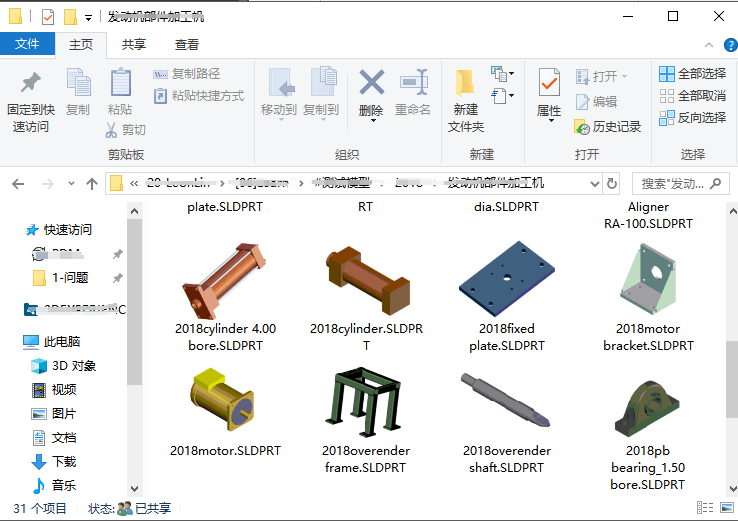 发动机部件加工机
文件
主页
共享
查看
固定到快
速访问
复制
粘贴
复制路径
粘贴快捷方式
剪切
剪贴板
移动到
复制到
删除
重命名
组织
新建
文件夹
新建
属性
打开
编辑
历史记录
打开
全部选择
全部取消
反向选择
选择
发动机部件加工机
搜索"发动...
快速访问
1-问题
此电脑
3D 对象
视频
图片
文档
下载
音乐
plate.SLDPRT
RT
dia.SLDPRT
Aligner
RA-100.SLDPRT
2018cylinder 4.00
bore.SLDPRT
2018cylinder.SLDPR
T
2018fixed
plate.SLDPRT
2018motor
bracket.SLDPRT
2018motor.SLDPRT
2018overender
frame.SLDPRT
2018overender
shaft.SLDPRT
2018pb
bearing_1.50
bore.SLDPRT
31 个项目
状态:
已共享